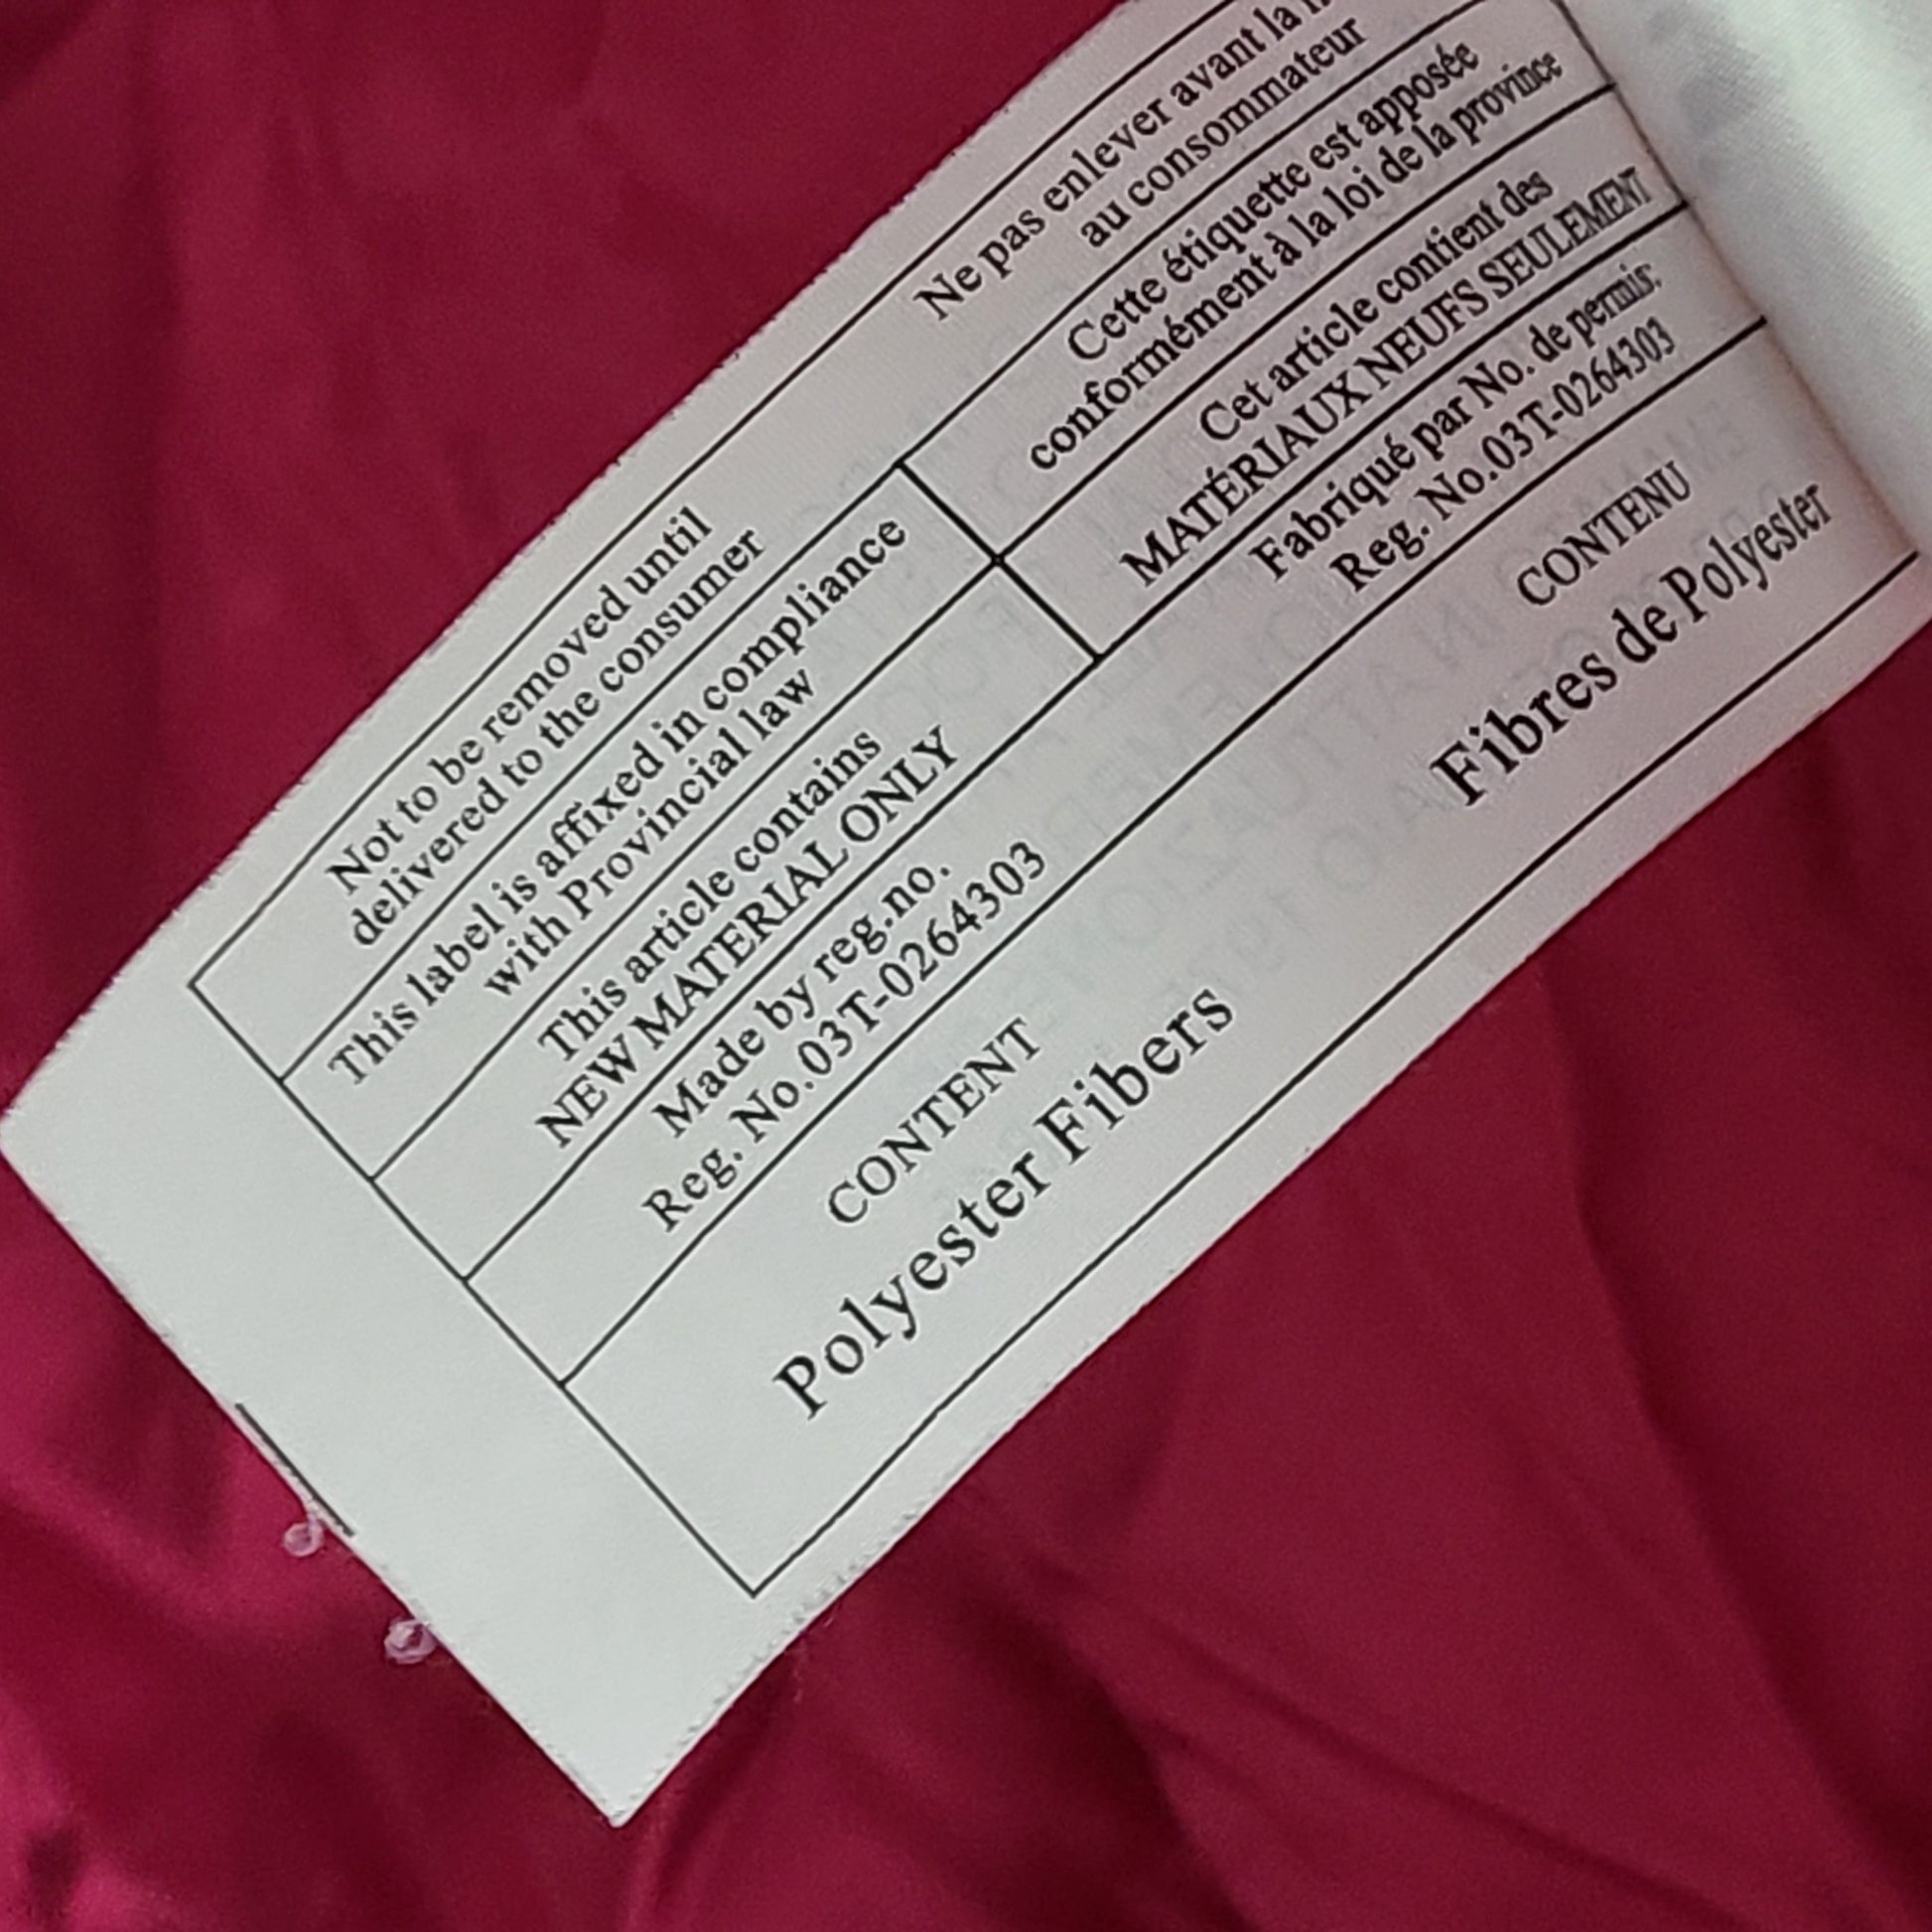 Not to be removed until
delivered to the consumer
This label is affixed in compliance
with Provincial law
This article contains
NEW MATERIAL ONLY
Made by reg.no.
Reg. No.03T-0264303
CONTENT
Polyester Fibers
Ne pas enlever avant la
au consommateur
Cette étiquette est apposée
conformément à la loi de la province
Cet article contient des
MATÉRIAUX NEUFS SEULEMENT
Fabriqué par No. de permis:
Reg. No.03T-0264303
CONTENU
Fibres de Polyester